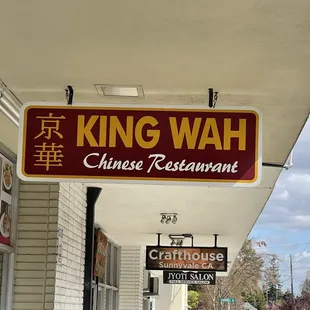 京華
KING WAH
Chinese Restaurant
Crafthouse
Sunnyvale CA
JYOTI SALON